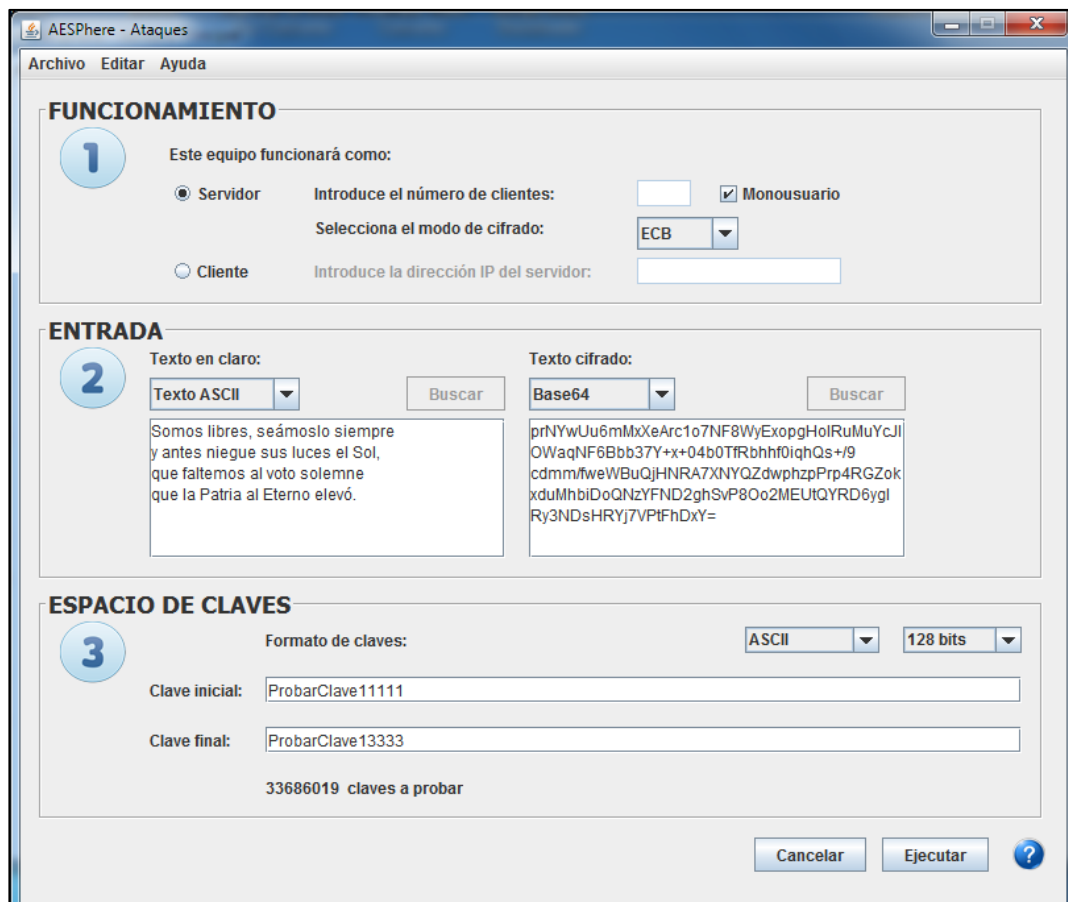 AESPhere - Ataques
Archivo Editar Ayuda
FUNCIONAMIENTO
1
Este equipo funcionará como:
Servidor Introduce el número de clientes: Monousuario
Selecciona el modo de cifrado: ECB
Cliente Introduce la dirección IP del servidor:
ENTRADA
2
Texto en claro: Texto cifrado:
Texto ASCII Buscar Base64 Buscar
Somos libres, seámoslo siempre
y antes niegue sus luces el Sol,
que faltemos al voto solemne
que la Patria al Eterno elevó.
prNYwUu6mMxXeArc1o7NF8WyExopgHolRuMuYcJl
OWaqNF6Bbb37Y+x+04b0TfRbhhf0iqhQs+/9
cdmm/fweWBuQjHNRA7XNYQZdwphzpPrp4RGZok
xduMhbiDoQNzYFND2ghSvP8Oo2MEUtQYRD6ygI
Ry3NDsHRYj7VPtFhDxY=
ESPACIO DE CLAVES
3
Formato de claves: ASCII 128 bits
Clave inicial: ProbarClave11111
Clave final: ProbarClave13333
33686019 claves a probar
Cancelar Ejecutar ?